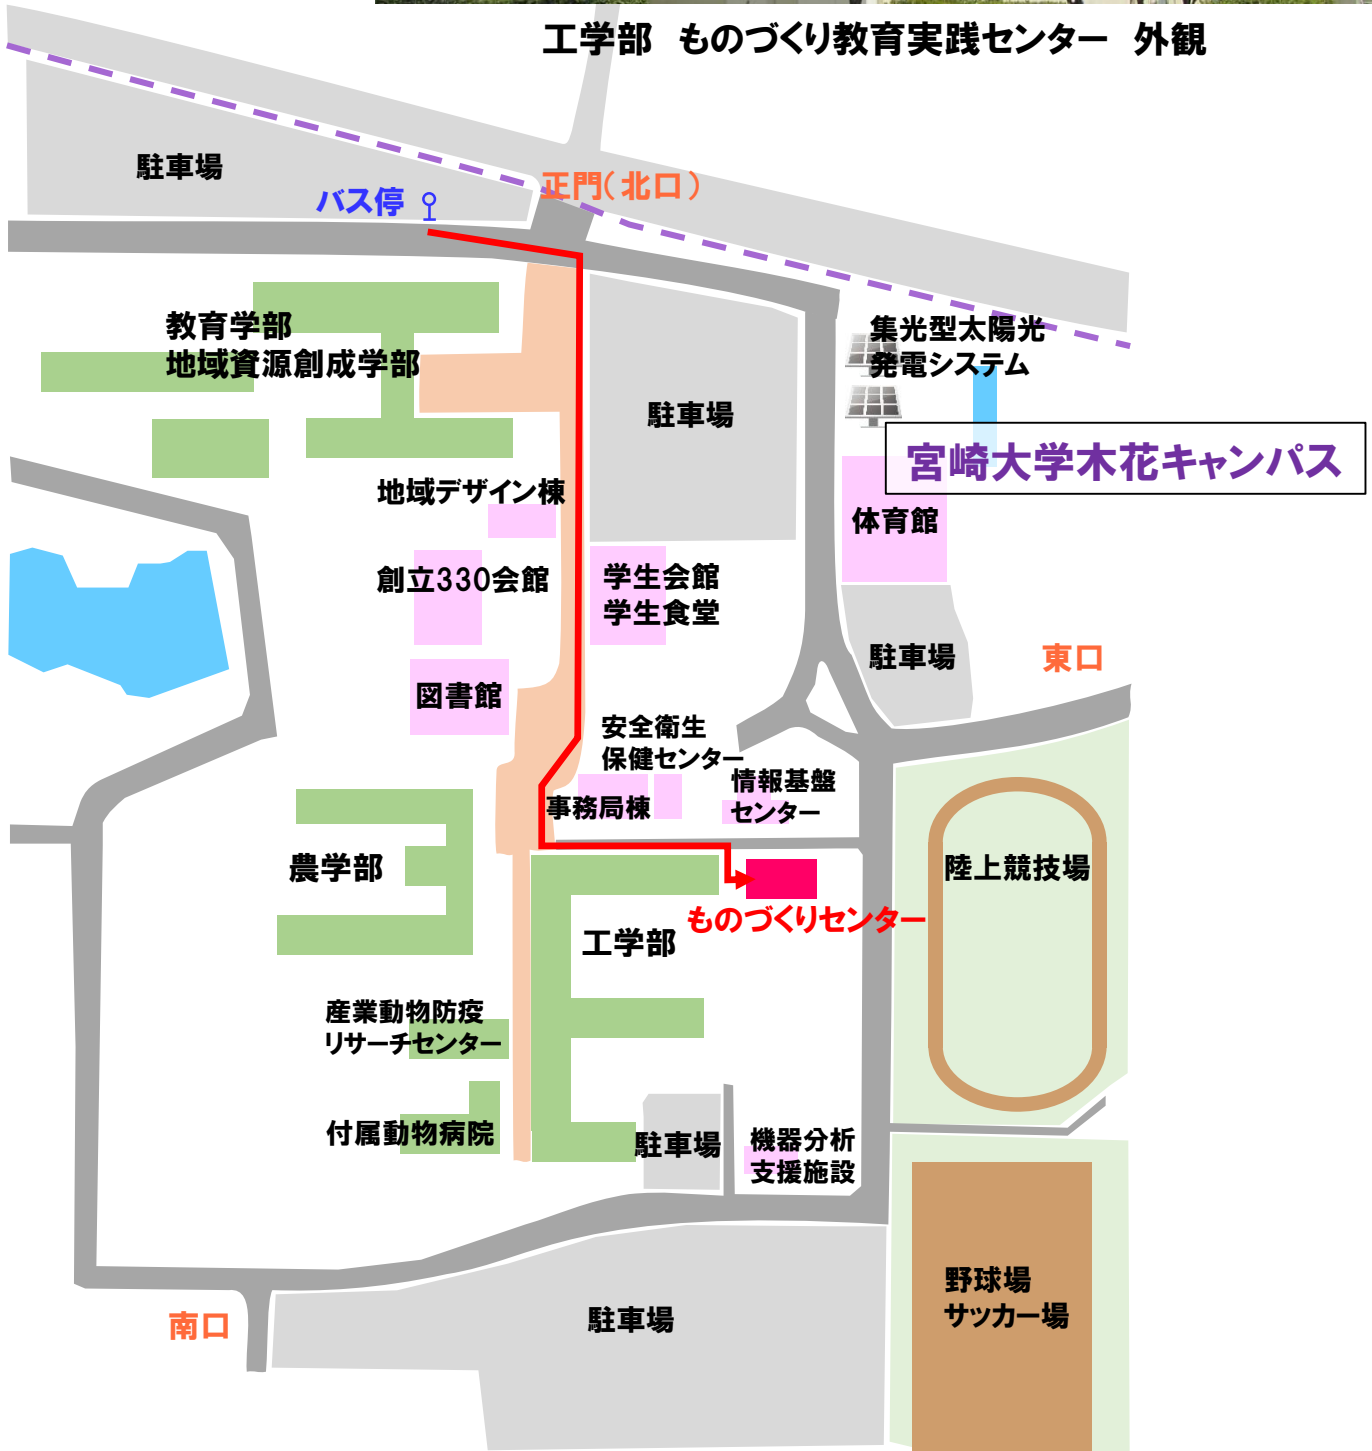 工学部 ものづくり教育実践センター 外観
駐車場
バス停
正門(北口)
教育学部
地域資源創成学部
集光型太陽光
発電システム
駐車場
宮崎大学木花キャンパス
地域デザイン棟
体育館
創立330会館
学生会館
学生食堂
駐車場
東口
図書館
安全衛生
保健センター
情報基盤
センター
事務局棟
農学部
陸上競技場
ものづくりセンター
工学部
産業動物防疫
リサーチセンター
付属動物病院
駐車場
機器分析
支援施設
野球場
サッカー場
南口
駐車場